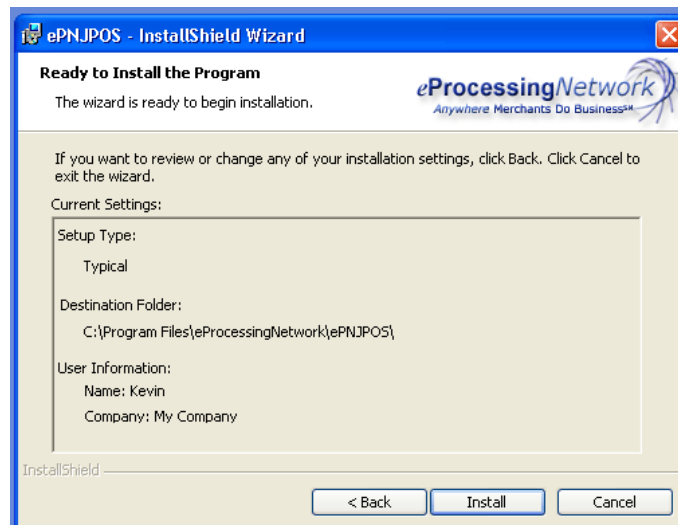 ePNJPOS - InstallShield Wizard
Ready to Install the Program
The wizard is ready to begin installation.
eProcessingNetwork
Anywhere Merchants Do Business℠
If you want to review or change any of your installation settings, click Back. Click Cancel to
exit the wizard.
Current Settings:
Setup Type:
Typical
Destination Folder:
C:\Program Files\eProcessingNetwork\ePNJPOS\
User Information:
Name: Kevin
Company: My Company
InstallShield
< Back
Install
Cancel